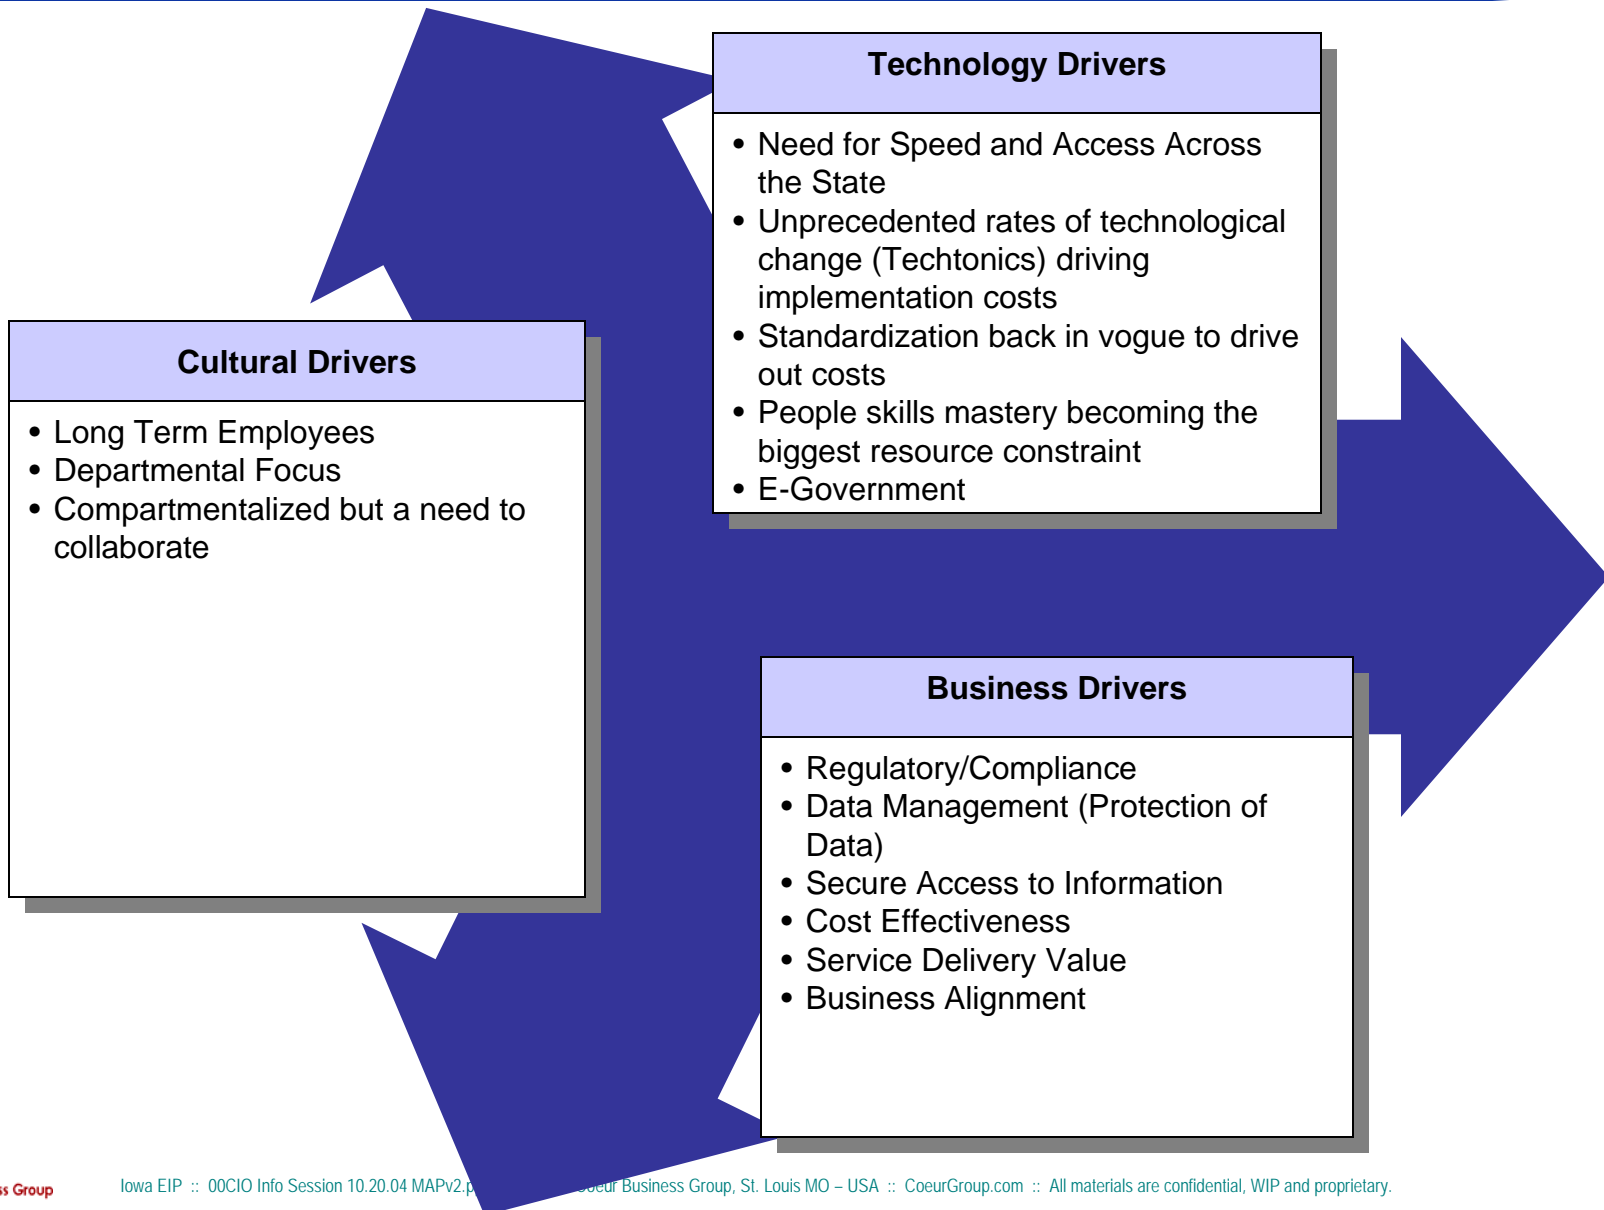 Technology Drivers
• Need for Speed and Access Across
the State
• Unprecedented rates of technological
change (Techtonics) driving
implementation costs
• Standardization back in vogue to drive
out costs
• People skills mastery becoming the
biggest resource constraint
• E-Government
Cultural Drivers
• Long Term Employees
• Departmental Focus
• Compartmentalized but a need to
collaborate
Business Drivers
• Regulatory/Compliance
• Data Management (Protection of
Data)
• Secure Access to Information
• Cost Effectiveness
• Service Delivery Value
• Business Alignment
Group
Iowa EIP :: 00CIO Info Session 10.20.04 MAPv2.p Business Group, St. Louis MO – USA :: CoeurGroup.com :: All materials are confidential, WIP and proprietary.